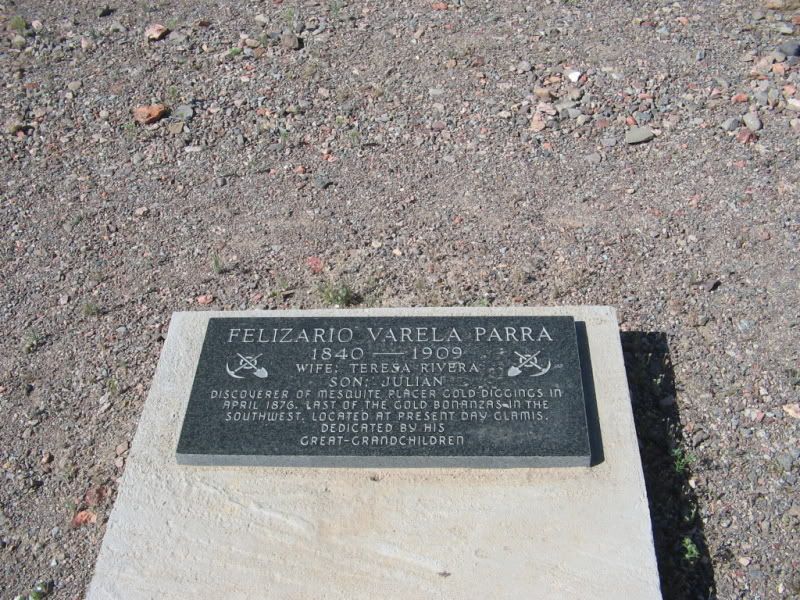 FELIZARIO VARELA PARRA
1840 — 1909
WIFE: TERESA RIVERA
SON: JULIAN
DISCOVERER OF MESQUITE PLACER GOLD DIGGINGS IN
APRIL 1876. LAST OF THE GOLD BONANZAS IN THE
SOUTHWEST. LOCATED AT PRESENT DAY GLAMIS.
DEDICATED BY HIS
GREAT-GRANDCHILDREN